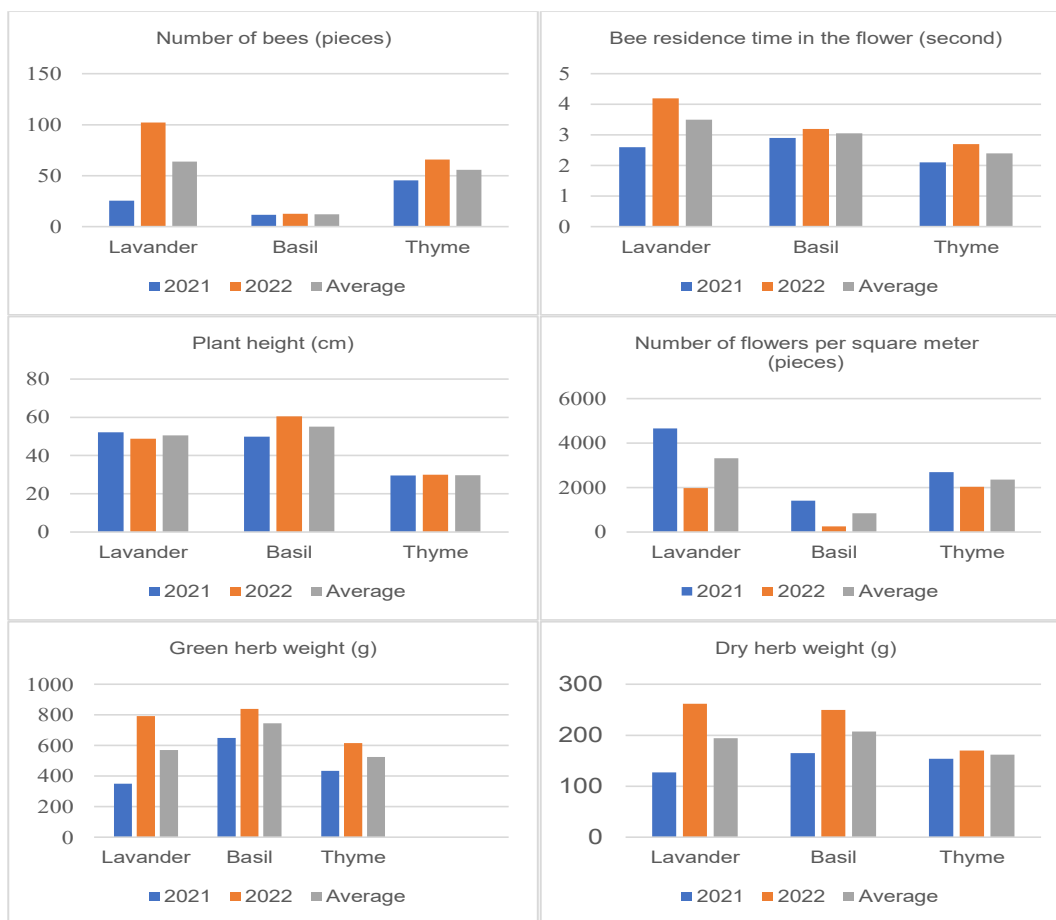 Number of bees (pieces)
150
100
50
0
Lavander Basil Thyme
2021 2022 Average
Bee residence time in the flower (second)
5
4
3
2
1
0
Lavander Basil Thyme
2021 2022 Average
Plant height (cm)
80
60
40
20
0
Lavander Basil Thyme
2021 2022 Average
Number of flowers per square meter
(pieces)
6000
4000
2000
0
Lavander Basil Thyme
2021 2022 Average
Green herb weight (g)
1000
800
600
400
200
0
Lavander Basil Thyme
2021 2022 Average
Dry herb weight (g)
300
200
100
0
Lavander Basil Thyme
2021 2022 Average